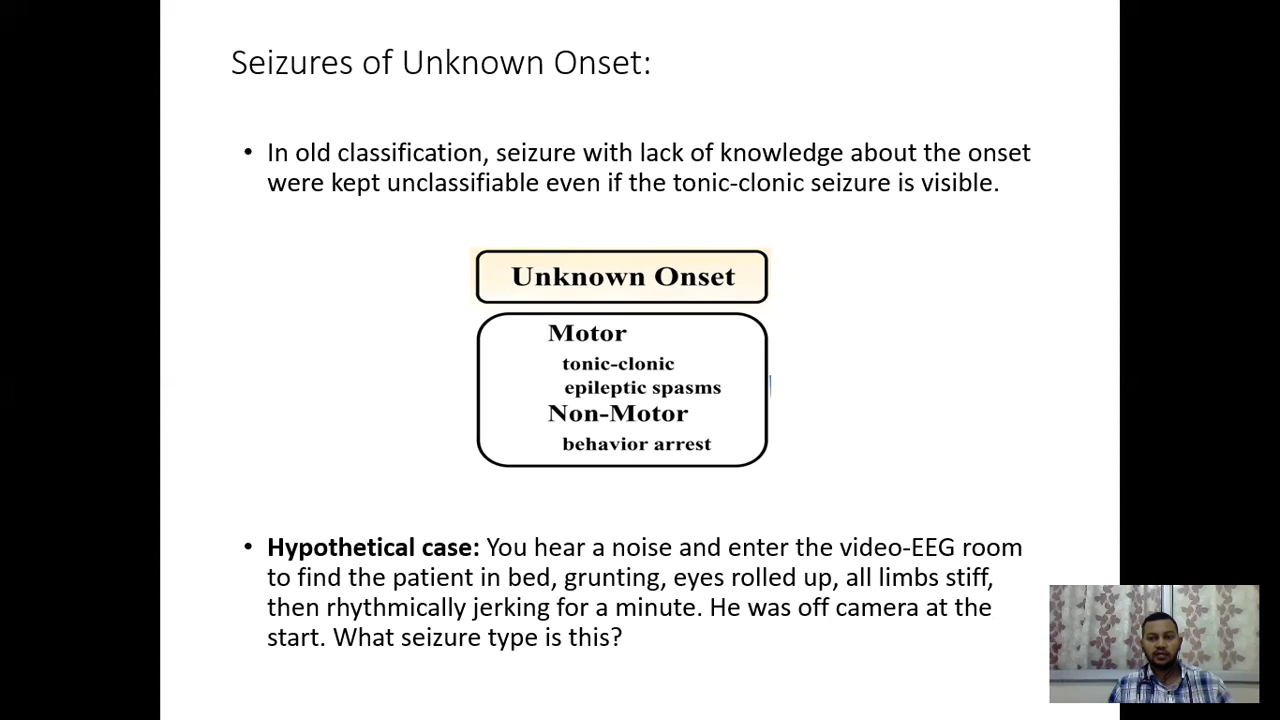 Seizures of Unknown Onset:
• In old classification, seizure with lack of knowledge about the onset
were kept unclassifiable even if the tonic-clonic seizure is visible.
Unknown Onset
Motor
tonic-clonic
epileptic spasms
Non-Motor
behavior arrest
• Hypothetical case: You hear a noise and enter the video-EEG room
to find the patient in bed, grunting, eyes rolled up, all limbs stiff,
then rhythmically jerking for a minute. He was off camera at the
start. What seizure type is this?